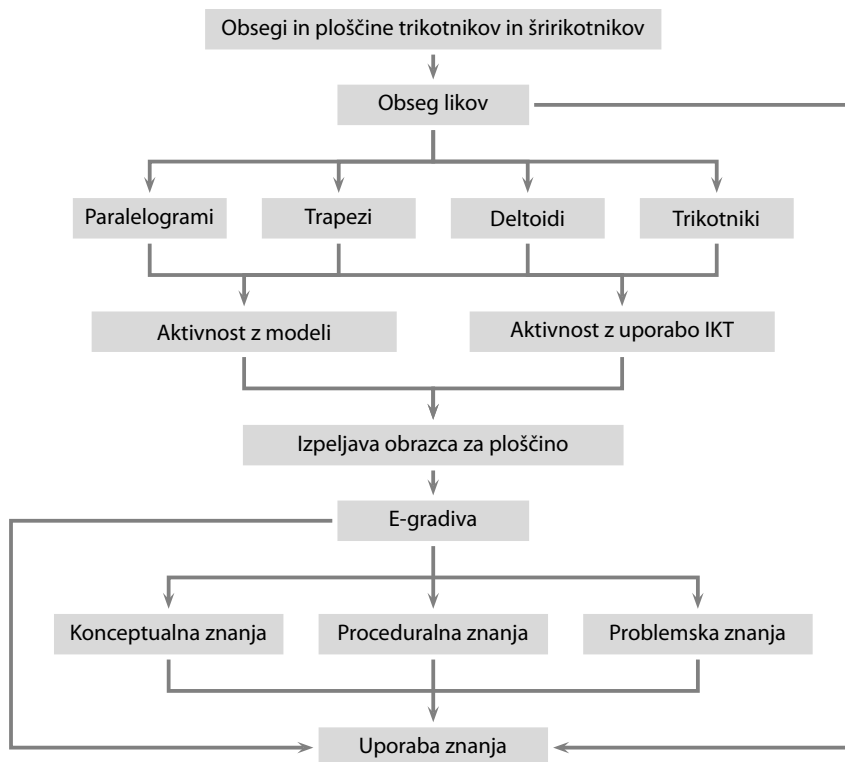 Obsegi in ploščine trikotnikov in šririkotnikov
Obseg likov
Paralelogrami
Trapezi
Deltoidi
Trikotniki
Aktivnost z modeli
Aktivnost z uporabo IKT
Izpeljava obrazca za ploščino
E-gradiva
Konceptualna znanja
Proceduralna znanja
Problemska znanja
Uporaba znanja